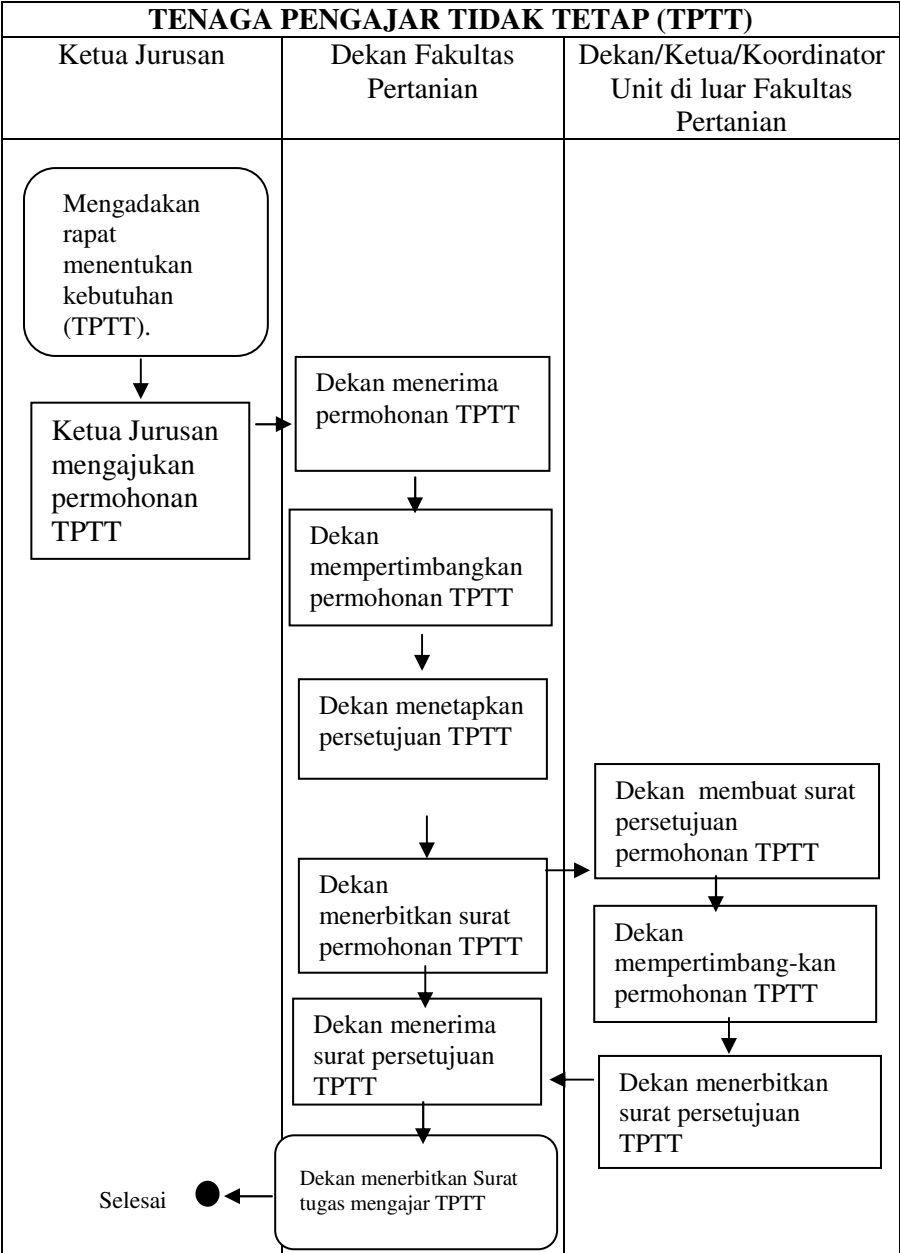 TENAGA PENGAJAR TIDAK TETAP (TPTT)
Ketua Jurusan
Dekan Fakultas
Pertanian
Dekan/Ketua/Koordinator
Unit di luar Fakultas
Pertanian
Mengadakan
rapat
menentukan
kebutuhan
(TPTT).
Ketua Jurusan
mengajukan
permohonan
TPTT
Dekan menerima
permohonan TPTT
Dekan
mempertimbangkan
permohonan TPTT
Dekan menetapkan
persetujuan TPTT
Dekan
menerbitkan surat
permohonan TPTT
Dekan membuat surat
persetujuan
permohonan TPTT
Dekan
mempertimbang-kan
permohonan TPTT
Dekan menerbitkan
surat persetujuan
TPTT
Dekan menerima
surat persetujuan
TPTT
Dekan menerbitkan Surat
tugas mengajar TPTT
Selesai